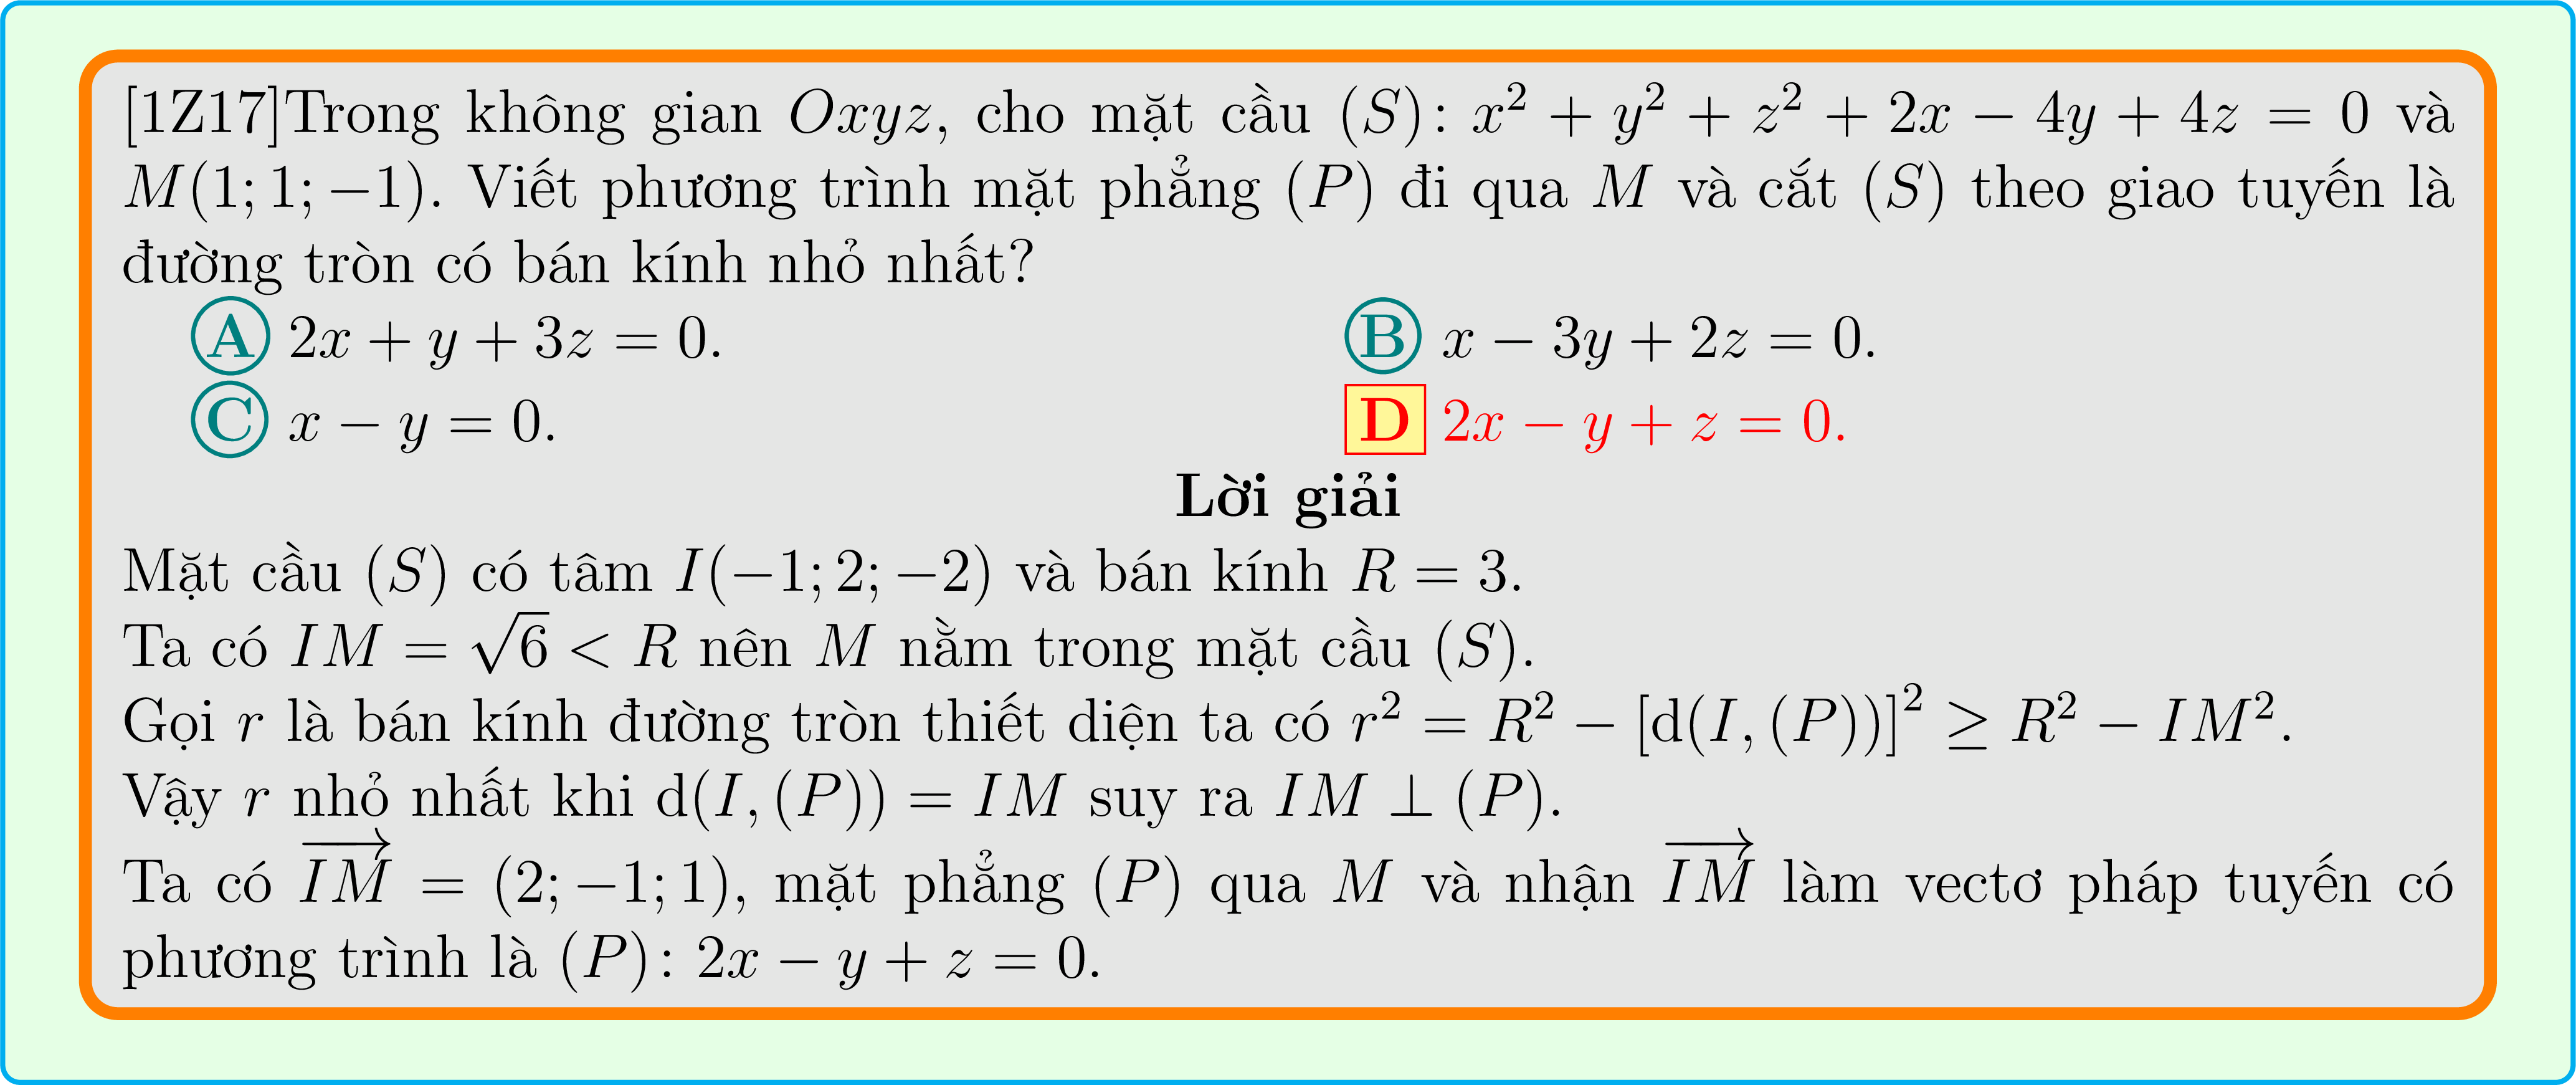 [1Z17]Trong không gian $Oxyz$, cho mặt cầu $(S)\colon x^2 + y^2 + z^2 + 2x - 4y + 4z = 0$ và
$M(1; 1; -1)$. Viết phương trình mặt phẳng $(P)$ đi qua $M$ và cắt $(S)$ theo giao tuyến là
đường tròn có bán kính nhỏ nhất?
A $2x + y + 3z = 0$.
B $x - 3y + 2z = 0$.
C $x - y = 0$.
D $2x - y + z = 0$.
Lời giải
Mặt cầu $(S)$ có tâm $I(-1; 2; -2)$ và bán kính $R = 3$.
Ta có $IM = \sqrt{6} < R$ nên $M$ nằm trong mặt cầu $(S)$.
Gọi $r$ là bán kính đường tròn thiết diện ta có $r^2 = R^2 - [\mathrm{d}(I, (P))]^2 \geq R^2 - IM^2$.
Vậy $r$ nhỏ nhất khi $\mathrm{d}(I, (P)) = IM$ suy ra $IM \perp (P)$.
Ta có $\overrightarrow{IM} = (2; -1; 1)$, mặt phẳng $(P)$ qua $M$ và nhận $\overrightarrow{IM}$ làm vectơ pháp tuyến có
phương trình là $(P)\colon 2x - y + z = 0$.